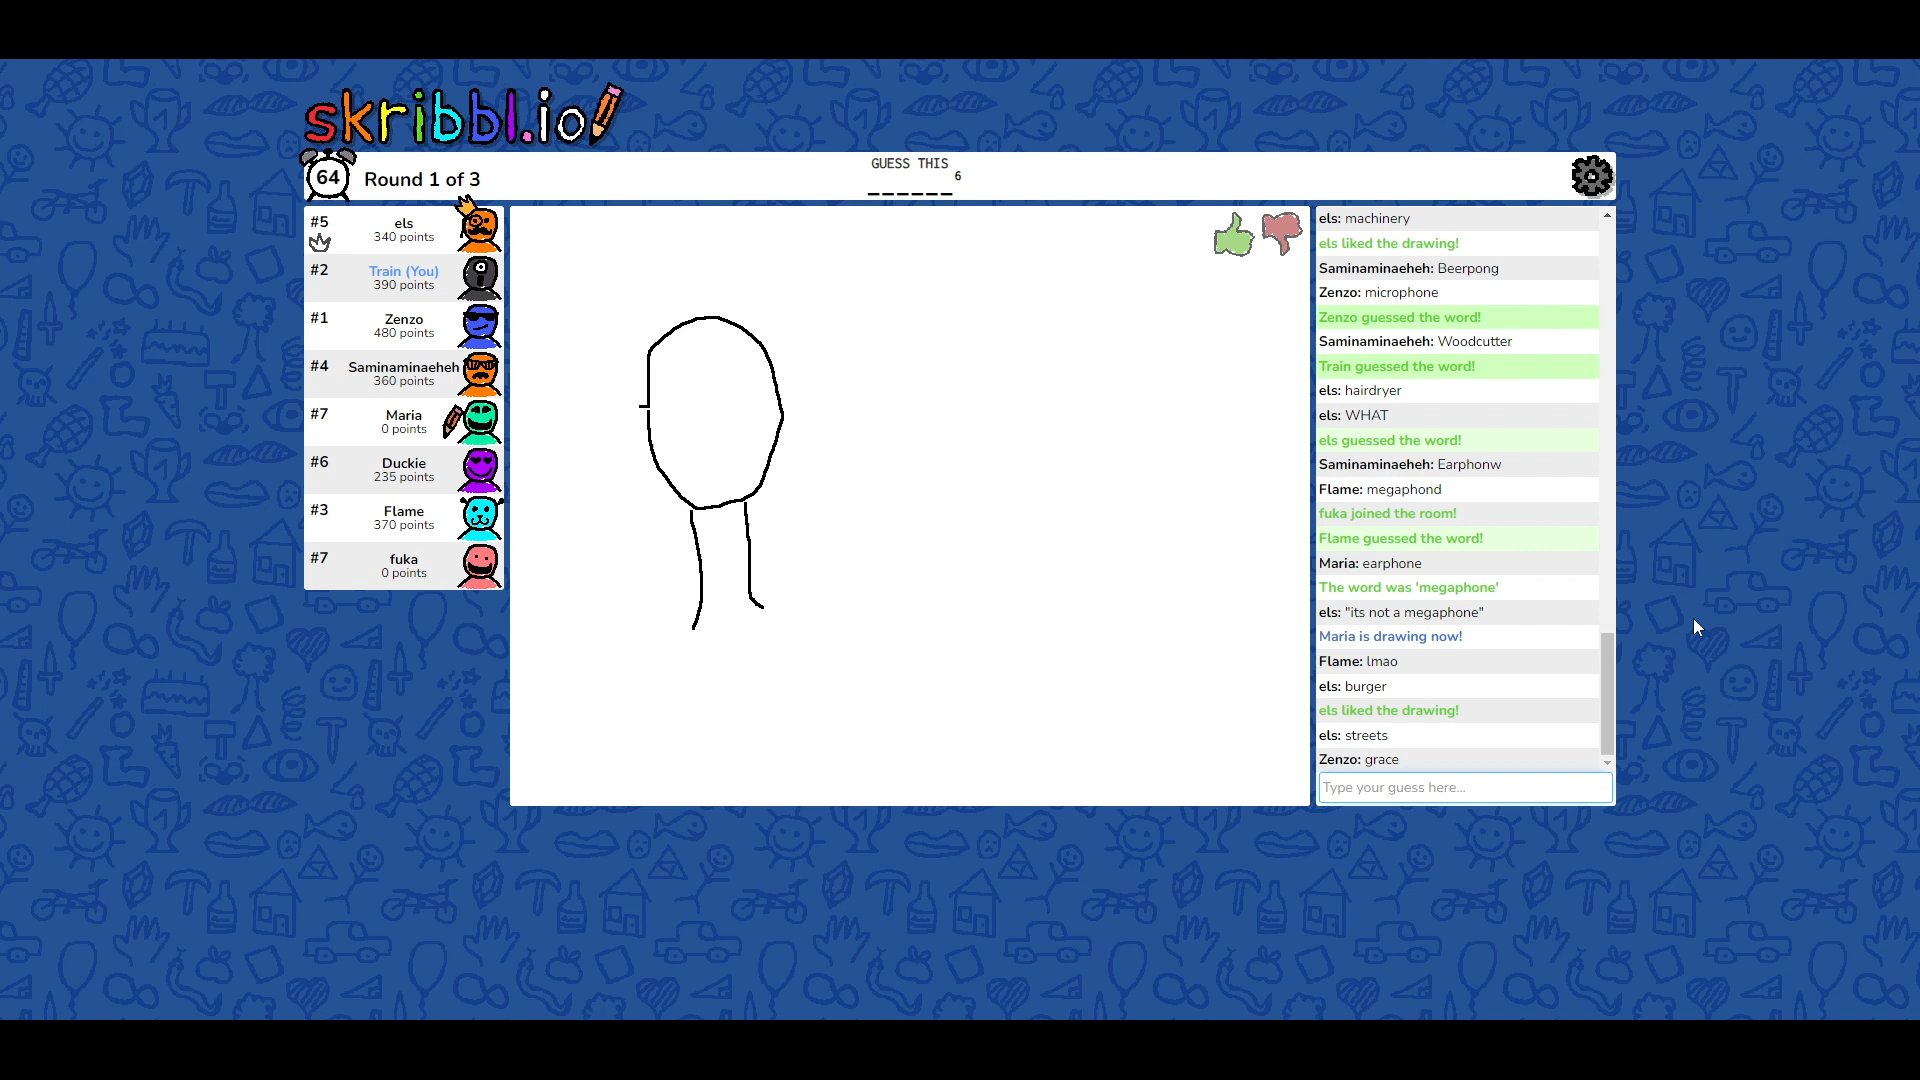 skribbl.io
64
Round 1 of 3
GUESS THIS
______ 6
#5
els
340 points
#2
Train (You)
390 points
#1
Zenzo
480 points
#4
Saminaminaeheh
360 points
#7
Maria
0 points
#6
Duckie
235 points
#3
Flame
370 points
#7
fuka
0 points
els: machinery
els liked the drawing!
Saminaminaeheh: Beerpong
Zenzo: microphone
Zenzo guessed the word!
Saminaminaeheh: Woodcutter
Train guessed the word!
els: hairdryer
els: WHAT
els guessed the word!
Saminaminaeheh: Earphonw
Flame: megaphond
fuka joined the room!
Flame guessed the word!
Maria: earphone
The word was 'megaphone'
els: "its not a megaphone"
Maria is drawing now!
Flame: lmao
els: burger
els liked the drawing!
els: streets
Zenzo: grace
Type your guess here...